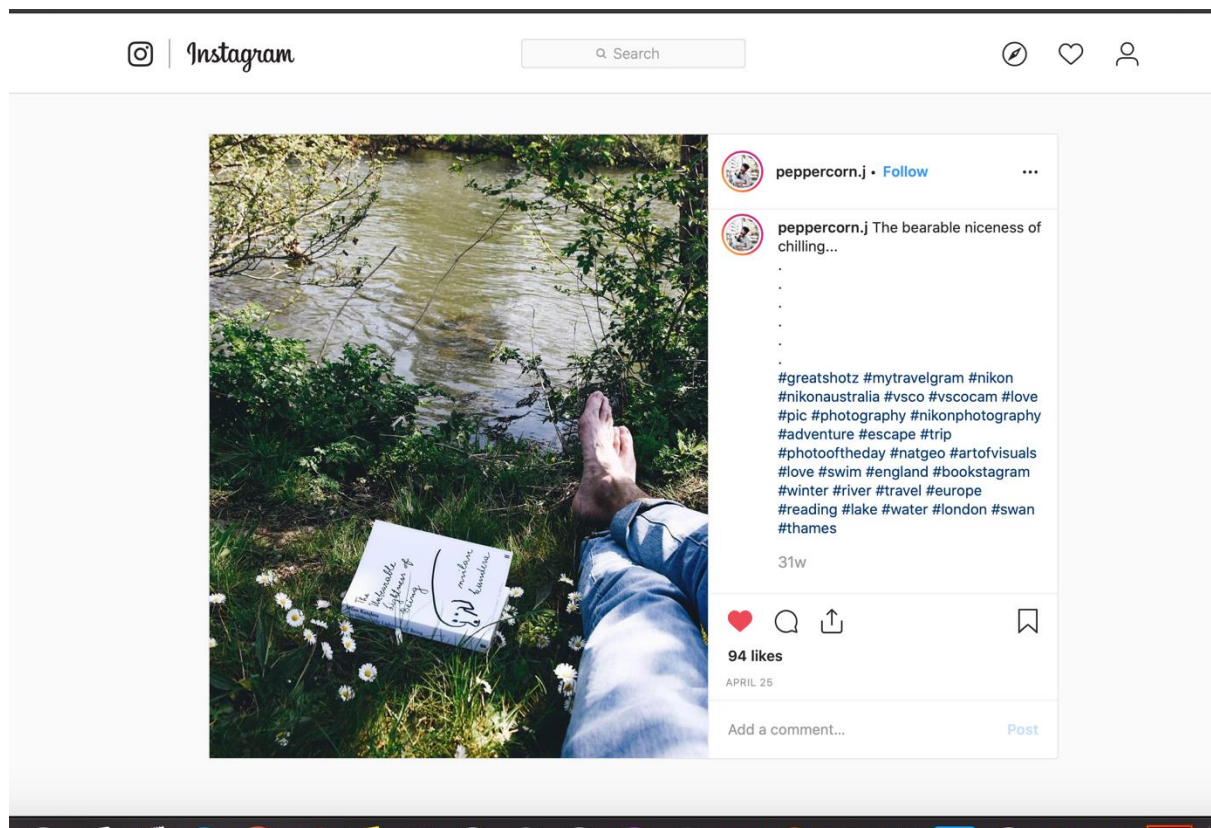 Instagram
Search
peppercorn.j • Follow
peppercorn.j The bearable niceness of
chilling...
.
.
.
.
.
.
#greatshotz #mytravelgram #nikon
#nikonaustralia #vsco #vscocam #love
#pic #photography #nikonphotography
#adventure #escape #trip
#photooftheday #natgeo #artofvisuals
#love #swim #england #bookstagram
#winter #river #travel #europe
#reading #lake #water #london #swan
#thames
31w
94 likes
APRIL 25
Add a comment... Post
The
Unbearable
Lightness of
Being
milan
kundera